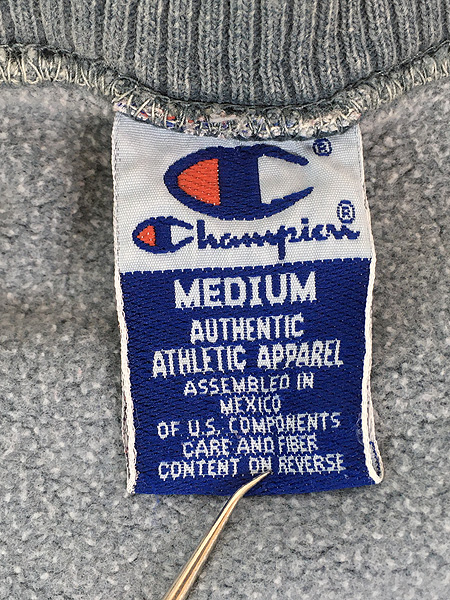 ®
Champion®
MEDIUM
AUTHENTIC
ATHLETIC APPAREL
ASSEMBLED IN
MEXICO
OF U.S. COMPONENTS
CARE AND FIBER
CONTENT ON REVERSE